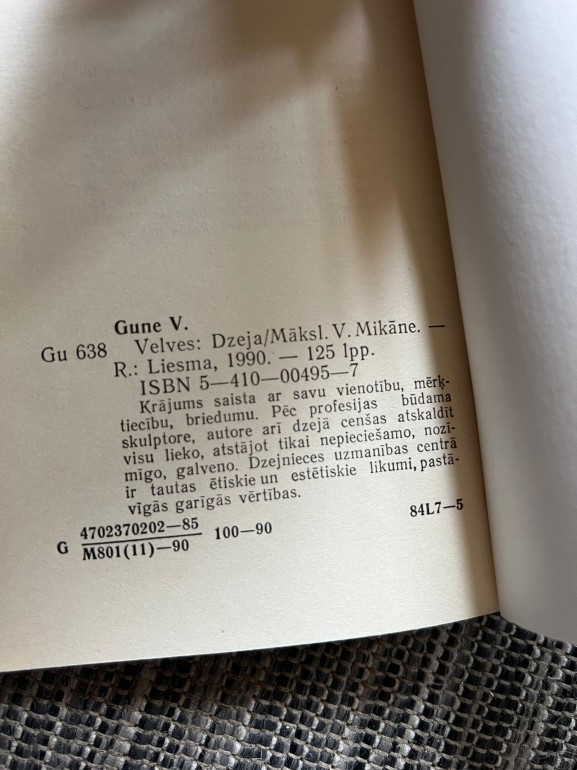 Gune V.
Gu 638 Velves: Dzeja/Māksl. V. Mikāne. —
R.: Liesma, 1990. — 125 lpp.
ISBN 5—410—00495—7
Krājums saista ar savu vienotību, mērķ-
tiecību, briedumu. Pēc profesijas būdama
skulptore, autore arī dzejā cenšas atskaldīt
visu lieko, atstājot tikai nepieciešamo, nozī-
mīgo, galveno. Dzejnieces uzmanības centrā
ir tautas ētiskie un estētiskie likumi, pastā-
vīgās garīgās vērtības.
G 4702370202—85
M801(11)—90 100—90
84L7—5